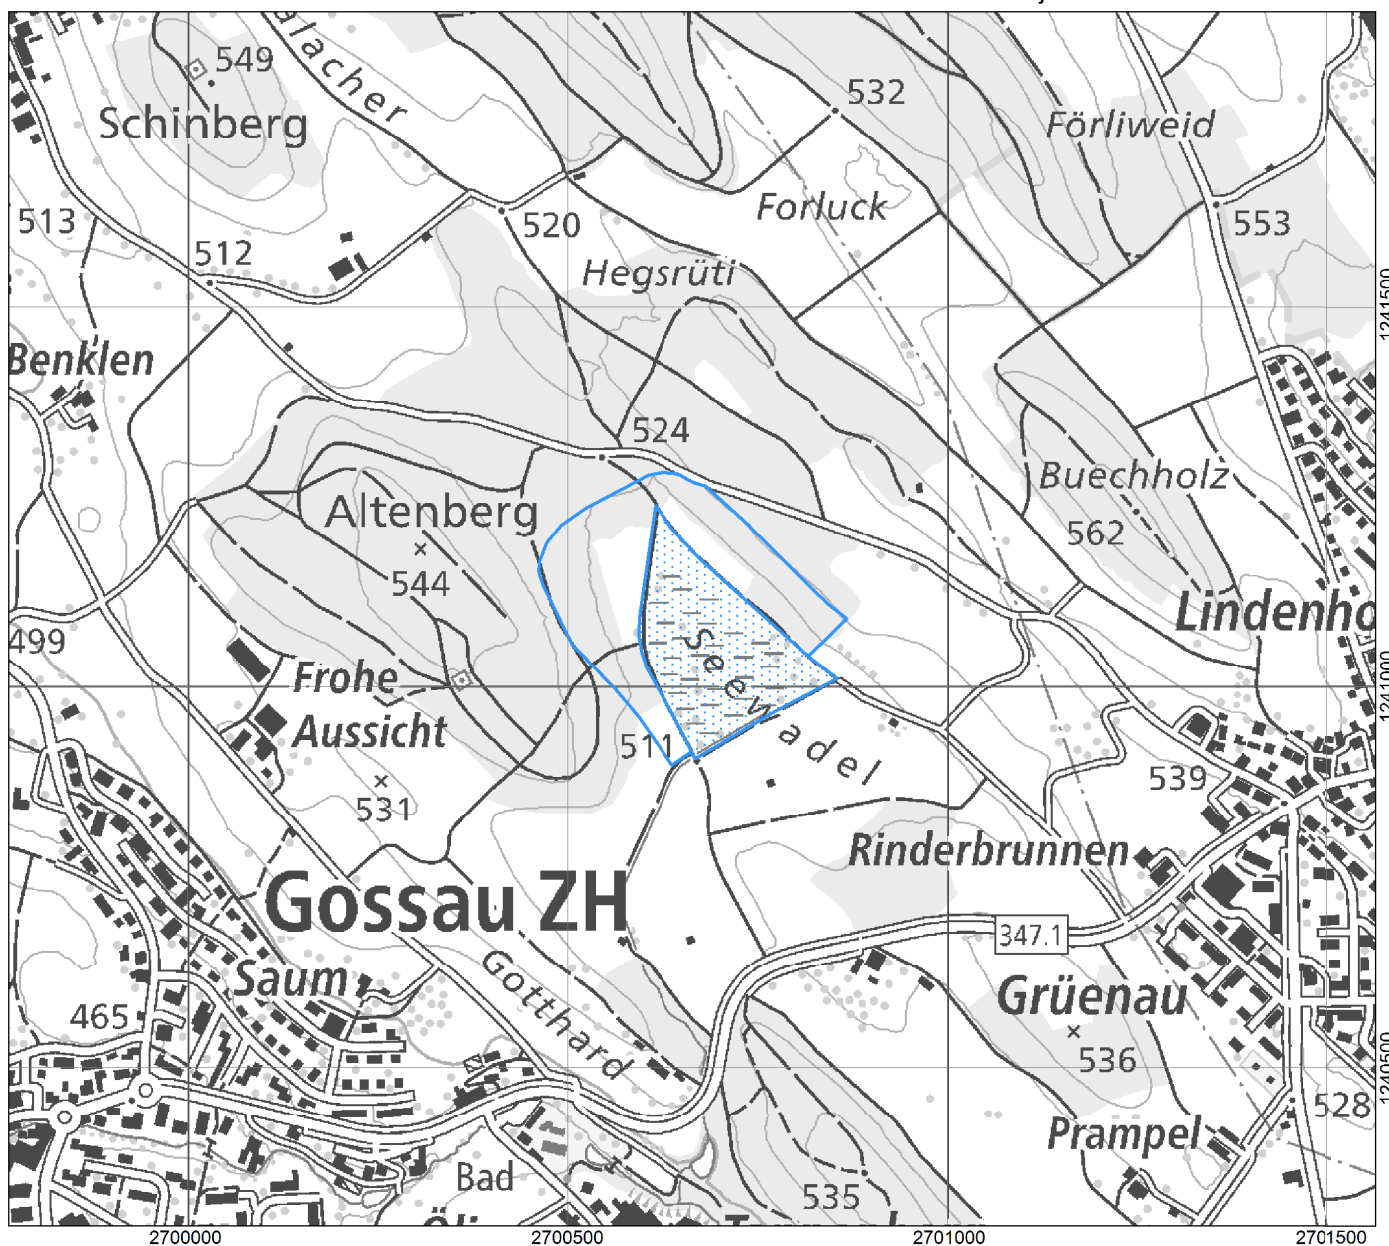 alacher
549
Schinberg
532
Förliweid
513
520
Forluck
553
512
Hegsrüti
1241500
Benklen
524
Buechholz
Altenberg
562
544
Lindenho
499
Seewadel
1241000
Frohe
Aussicht
511
539
531
Rinderbrunnen
Gossau ZH
347.1
Saum
Gotthard
Grüenau
465
536
1240500
528
Prampel
Bad
535
2700000
2700500
2701000
2701500